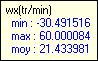 wx(tr/min)
min : -30.491516
max : 60.000084
moy : 21.433981